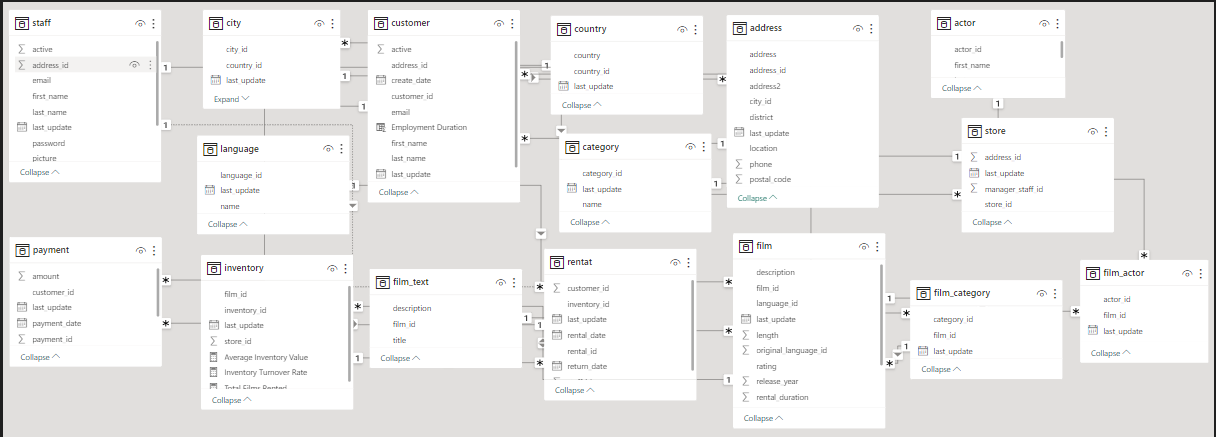 staff
active
address_id
email
first_name
last_name
last_update
password
picture
Collapse
city
city_id
country_id
last_update
Expand
customer
active
address_id
create_date
customer_id
email
Employment Duration
first_name
last_name
last_update
Collapse
country
country
country_id
last_update
Collapse
address
address
address_id
address2
city_id
district
last_update
location
phone
postal_code
Collapse
actor
actor_id
first_name
Collapse
language
language_id
last_update
name
Collapse
category
category_id
last_update
name
Collapse
store
address_id
last_update
manager_staff_id
store_id
Collapse
payment
amount
customer_id
last_update
payment_date
payment_id
Collapse
inventory
film_id
inventory_id
last_update
store_id
Average Inventory Value
Inventory Turnover Rate
Total Films Rented
Collapse
film_text
description
film_id
title
Collapse
rentat
customer_id
inventory_id
last_update
rental_date
rental_id
return_date
Collapse
film
description
film_id
language_id
last_update
length
original_language_id
rating
release_year
rental_duration
Collapse
film_category
category_id
film_id
last_update
Collapse
film_actor
actor_id
film_id
last_update
Collapse